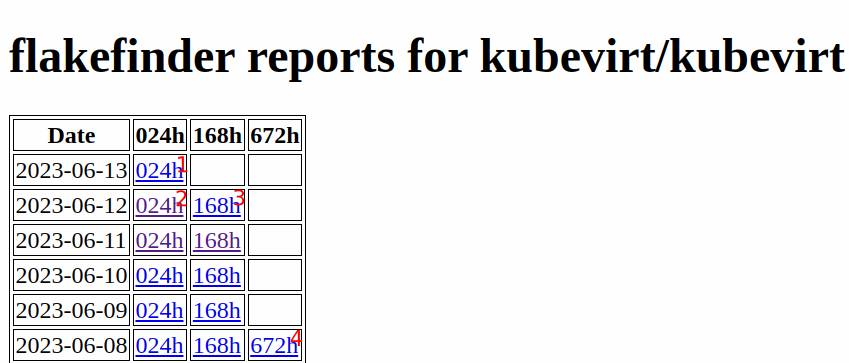 flakefinder reports for kubevirt/kubevirt
Date 024h 168h 672h
2023-06-13 024h 1
2023-06-12 024h 2 168h 3
2023-06-11 024h 168h
2023-06-10 024h 168h
2023-06-09 024h 168h
2023-06-08 024h 168h 672h 4